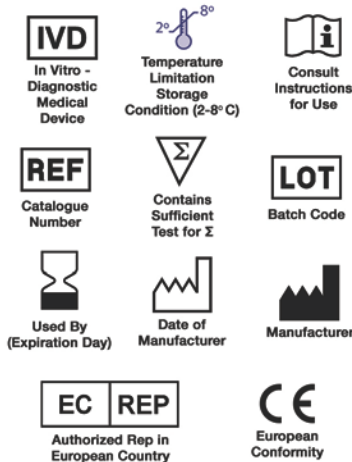 IVD
In Vitro -
Diagnostic
Medical
Device
2° 8°
Temperature
Limitation
Storage
Condition (2-8° C)
i
Consult
Instructions
for Use
REF
Catalogue
Number
Σ
Contains
Sufficient
Test for Σ
LOT
Batch Code
Used By
(Expiration Day)
Date of
Manufacturer
Manufacturer
EC REP
Authorized Rep in
European Country
CE
European
Conformity